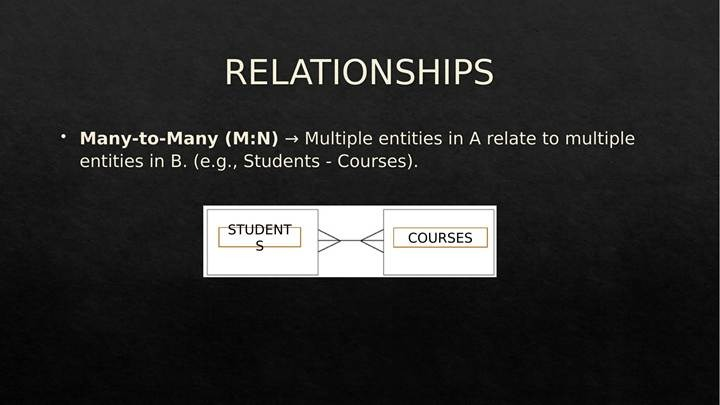 RELATIONSHIPS
• Many-to-Many (M:N) → Multiple entities in A relate to multiple
entities in B. (e.g., Students - Courses).
STUDENT
S
COURSES